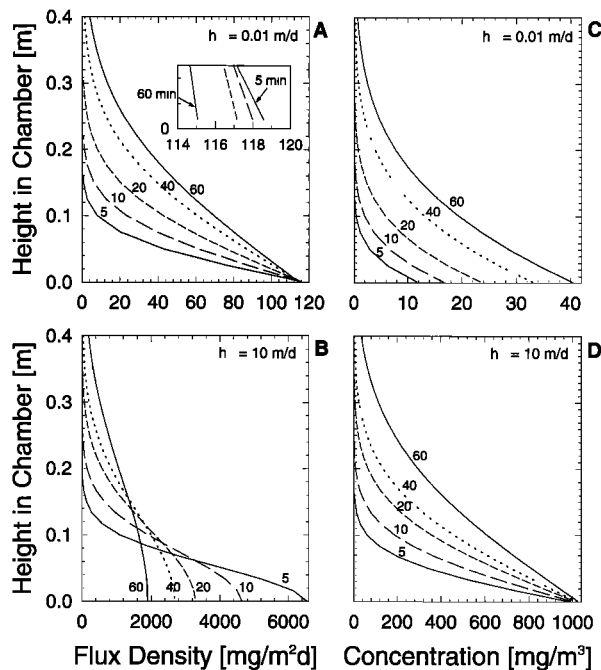 A
h = 0.01 m/d
Height in Chamber [m]
0.4
0.3
0.2
0.1
0.0
60 min
5 min
0
114 116 118 120
60
40
20
10
5
0 20 40 60 80 100 120
C
h = 0.01 m/d
60
40
20
10
5
0 10 20 30 40
B
h = 10 m/d
Height in Chamber [m]
0.4
0.3
0.2
0.1
0.0
60
40
20
10
5
0 2000 4000 6000
Flux Density [mg/m²d]
D
h = 10 m/d
60
40
20
10
5
0 200 400 600 800 1000
Concentration [mg/m³]